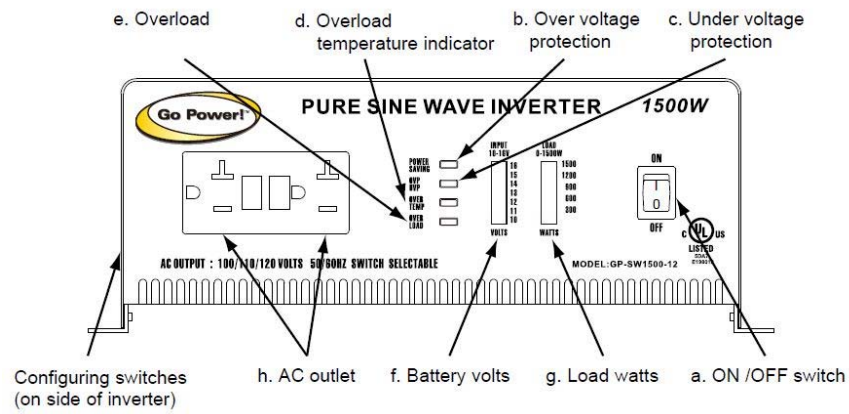 e. Overload
d. Overload
temperature indicator
b. Over voltage
protection
c. Under voltage
protection
Go Power!™
PURE SINE WAVE INVERTER
1500W
POWER
SAVING
OVP
UVP
OVER
TEMP
OVER
LOAD
INPUT
10-16V
16
15
14
13
12
11
10
VOLTS
LOAD
0-1500W
1500
1200
900
600
300
WATTS
ON
I
O
OFF
C UL US
LISTED
AC OUTPUT : 100/110/120 VOLTS 50/60HZ SWITCH SELECTABLE
MODEL:GP-SW1500-12
Configuring switches
(on side of inverter)
h. AC outlet
f. Battery volts
g. Load watts
a. ON /OFF switch